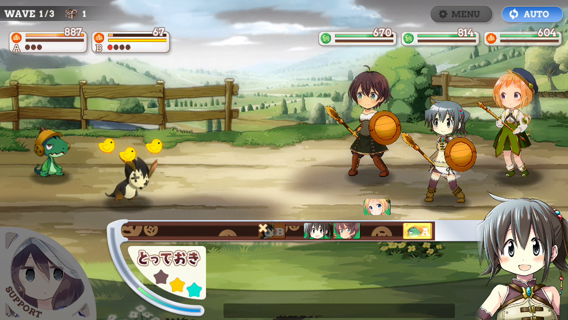 WAVE 1/3
1
MENU
AUTO
887
A
67
B
670
814
604
B
とっておき
SUPPORT